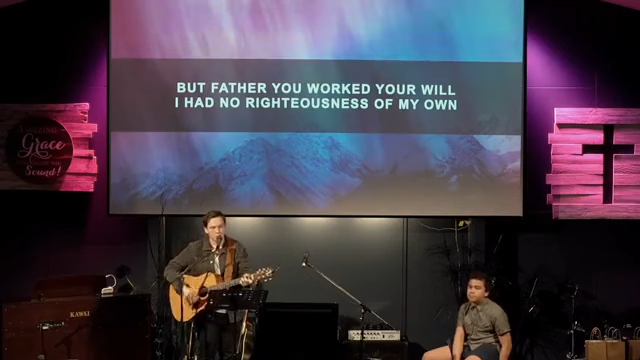 BUT FATHER YOU WORKED YOUR WILL
I HAD NO RIGHTEOUSNESS OF MY OWN
Grace
Sound!
KAWAI